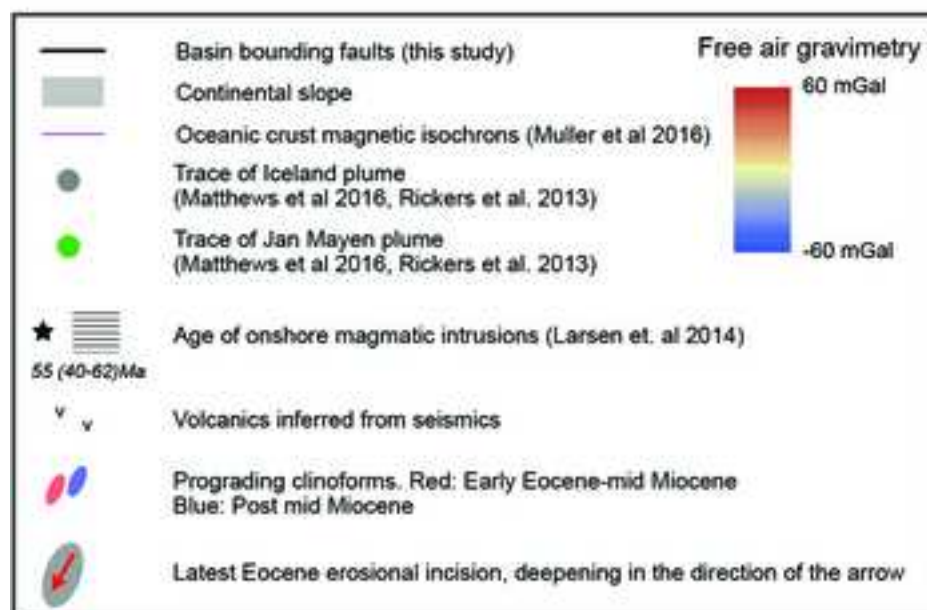 Basin bounding faults (this study)
Continental slope
Oceanic crust magnetic isochrons (Muller et al 2016)
Trace of Iceland plume
(Matthews et al 2016, Rickers et al. 2013)
Trace of Jan Mayen plume
(Matthews et al 2016, Rickers et al. 2013)
Free air gravimetry
60 mGal
-60 mGal
Age of onshore magmatic intrusions (Larsen et. al 2014)
55 (40-62)Ma
v v
Volcanics inferred from seismics
Prograding clinoforms. Red: Early Eocene-mid Miocene
Blue: Post mid Miocene
Latest Eocene erosional incision, deepening in the direction of the arrow